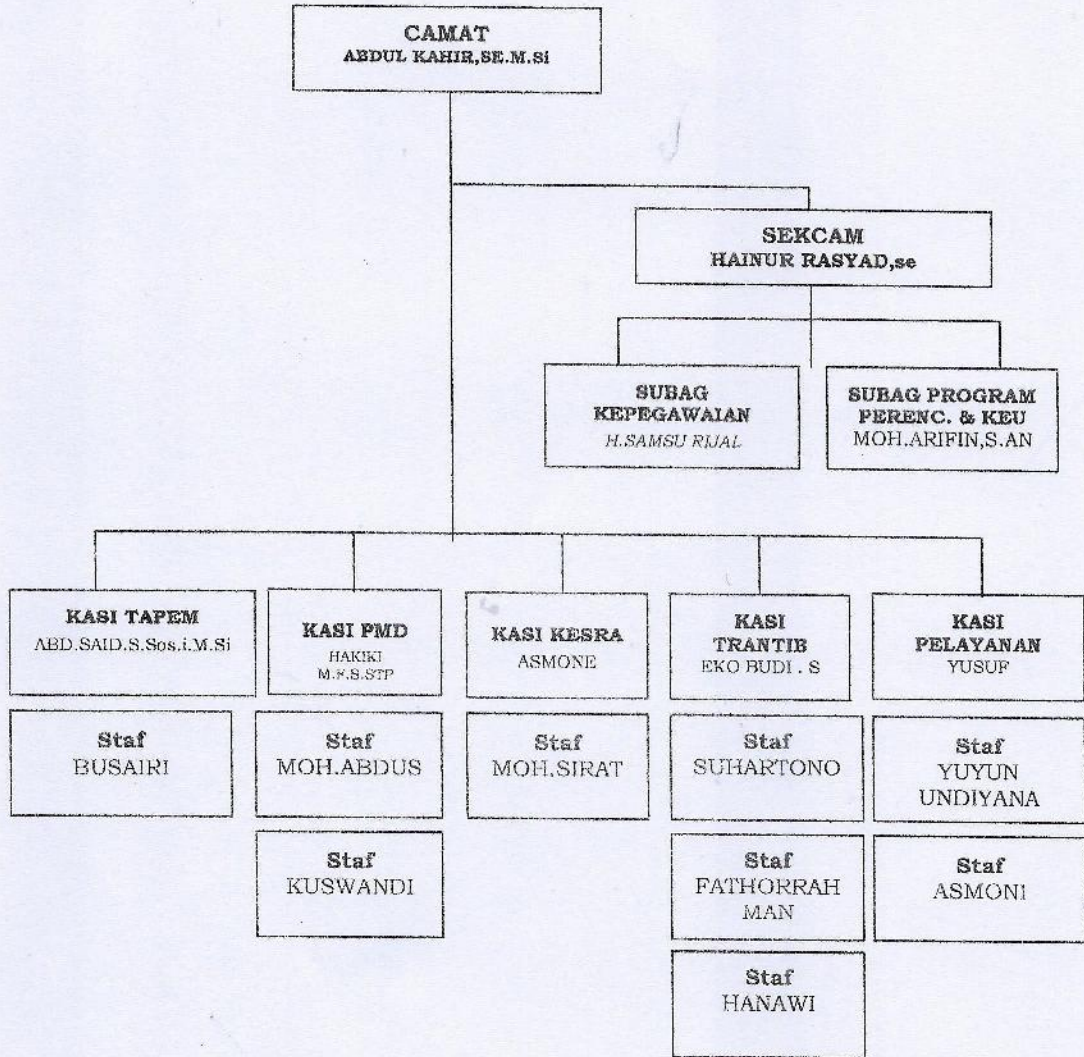 CAMAT
ABDUL KAHIR,SE.M.Si
SEKCAM
HAINUR RASYAD,se
SUBAG
KEPEGAWAIAN
H.SAMSU RIJAL
SUBAG PROGRAM
PERENC. & KEU
MOH.ARIFIN,S.AN
KASI TAPEM
ABD.SAID.S.Sos.i.M.Si
KASI PMD
HAKIKI
M.F.S.STP
KASI KESRA
ASMONE
KASI
TRANTIB
EKO BUDI . S
KASI
PELAYANAN
YUSUF
Staf
BUSAIRI
Staf
MOH.ABDUS
Staf
MOH.SIRAT
Staf
SUHARTONO
Staf
YUYUN
UNDIYANA
Staf
KUSWANDI
Staf
FATHORRAH
MAN
Staf
ASMONI
Staf
HANAWI